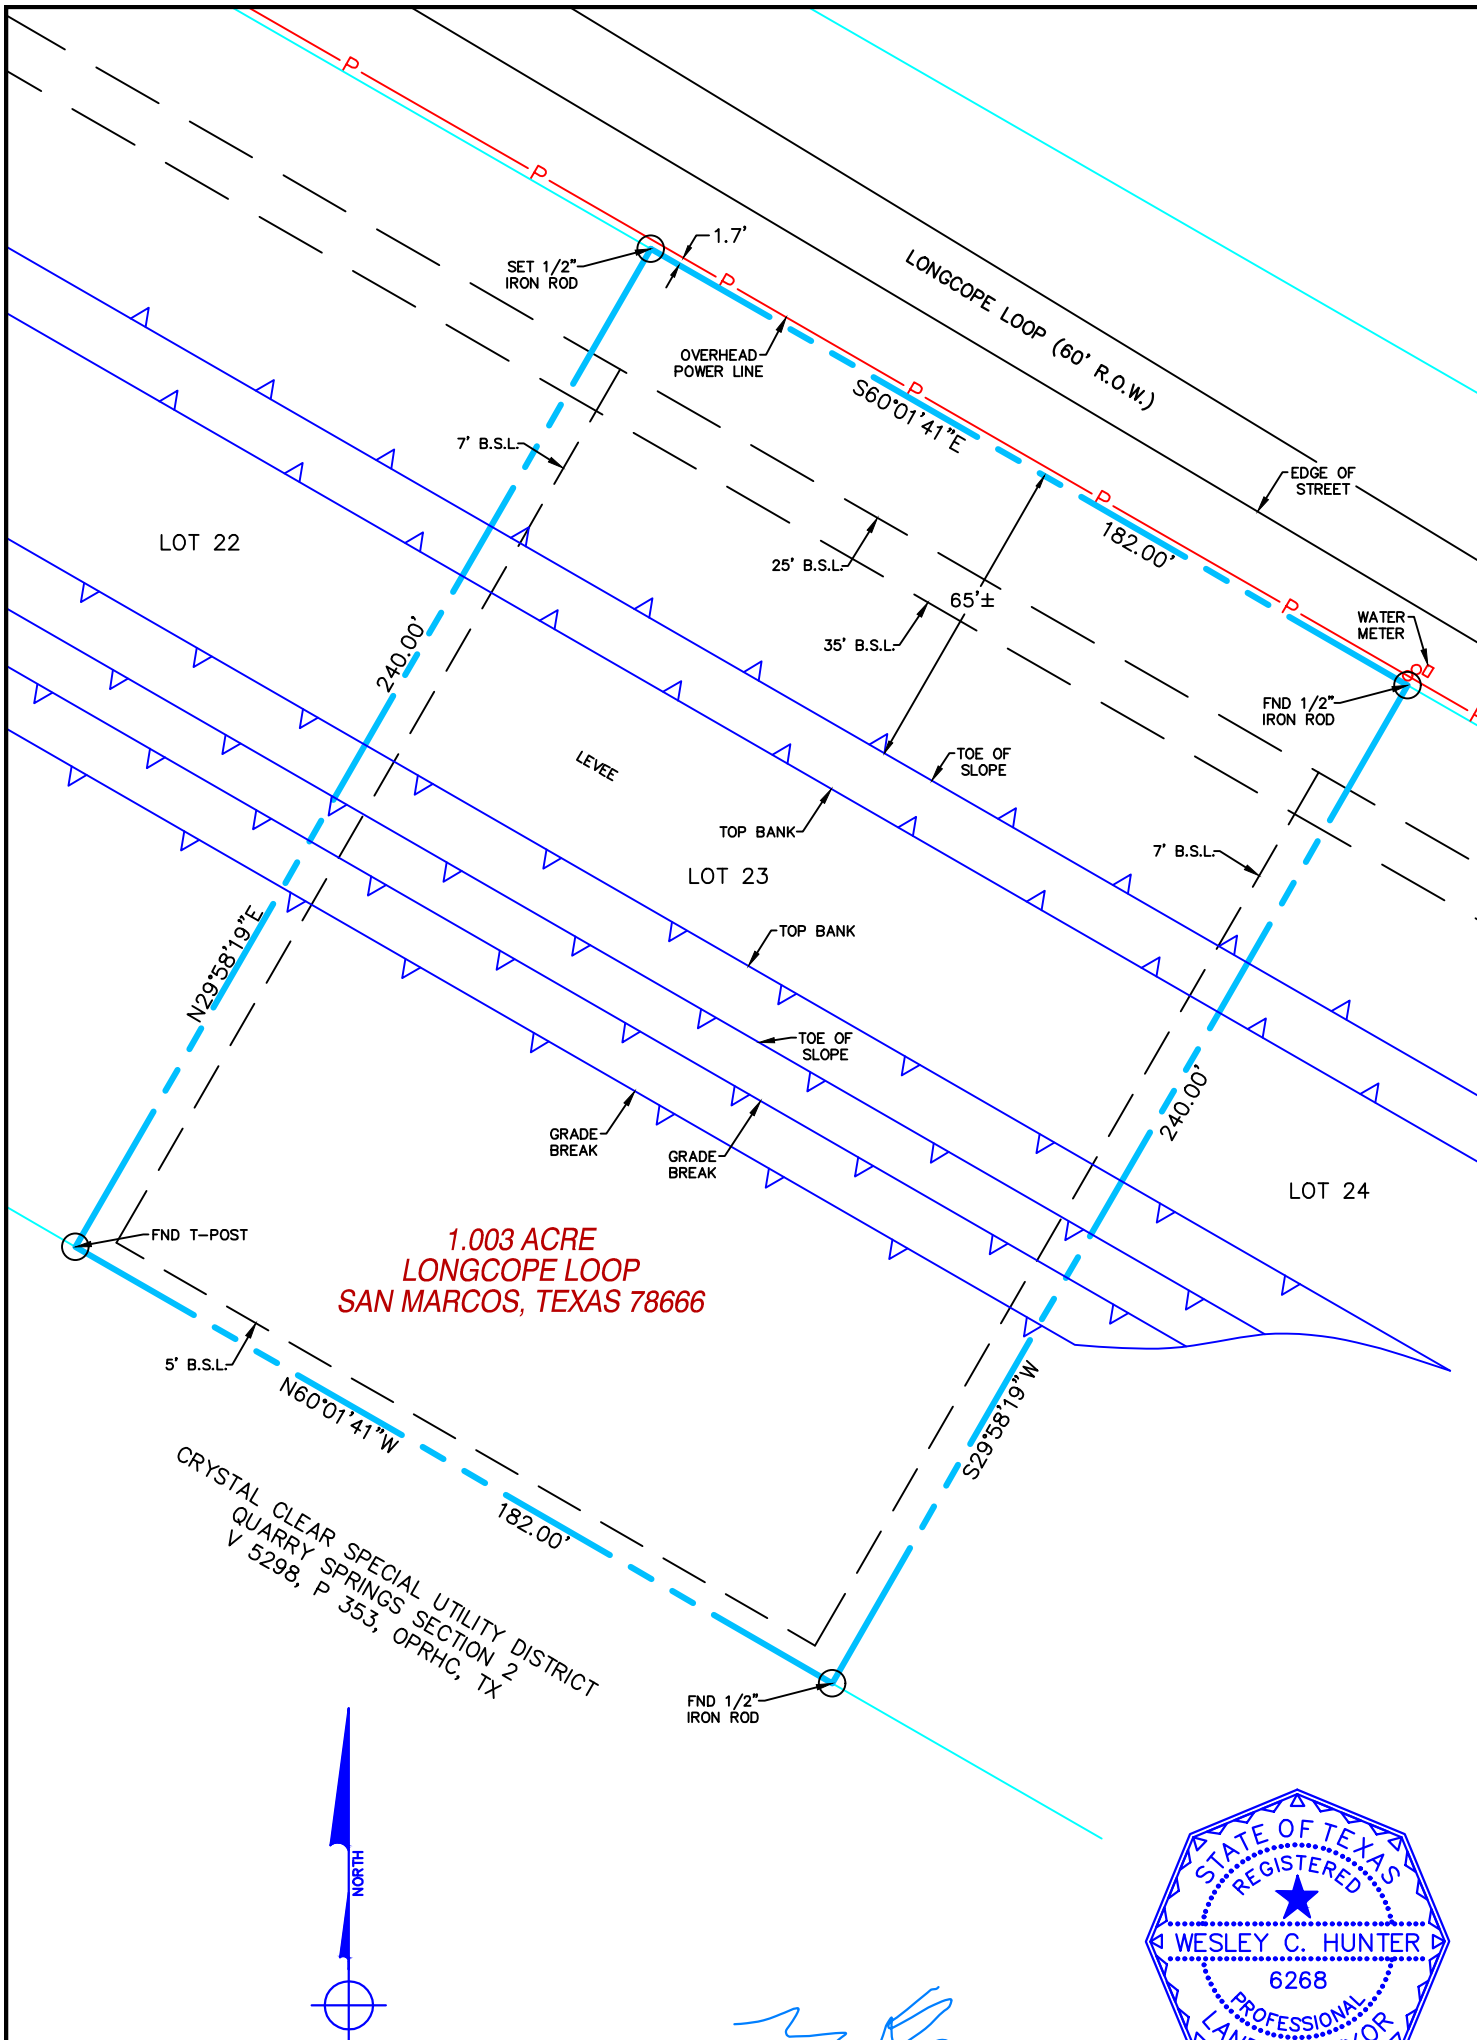 P
P
1.7'
SET 1/2"
IRON ROD
P
LONGCOPE LOOP (60' R.O.W.)
OVERHEAD
POWER LINE
P
S60°01'41"E
7' B.S.L.
EDGE OF
STREET
P
182.00'
LOT 22
25' B.S.L.
65'±
P
WATER
METER
35' B.S.L.
240.00'
FND 1/2"
IRON ROD
LEVEE
TOE OF
SLOPE
TOP BANK
7' B.S.L.
LOT 23
TOP BANK
N29°58'19"E
TOE OF
SLOPE
240.00'
GRADE
BREAK
GRADE
BREAK
LOT 24
FND T-POST
1.003 ACRE
LONGCOPE LOOP
SAN MARCOS, TEXAS 78666
5' B.S.L.
N60°01'41"W
S29°58'19"W
182.00'
CRYSTAL CLEAR SPECIAL UTILITY DISTRICT
QUARRY SPRINGS SECTION 2
V 5298, P 353, OPRHC, TX
FND 1/2"
IRON ROD
NORTH
STATE OF TEXAS
REGISTERED
WESLEY C. HUNTER
6268
PROFESSIONAL